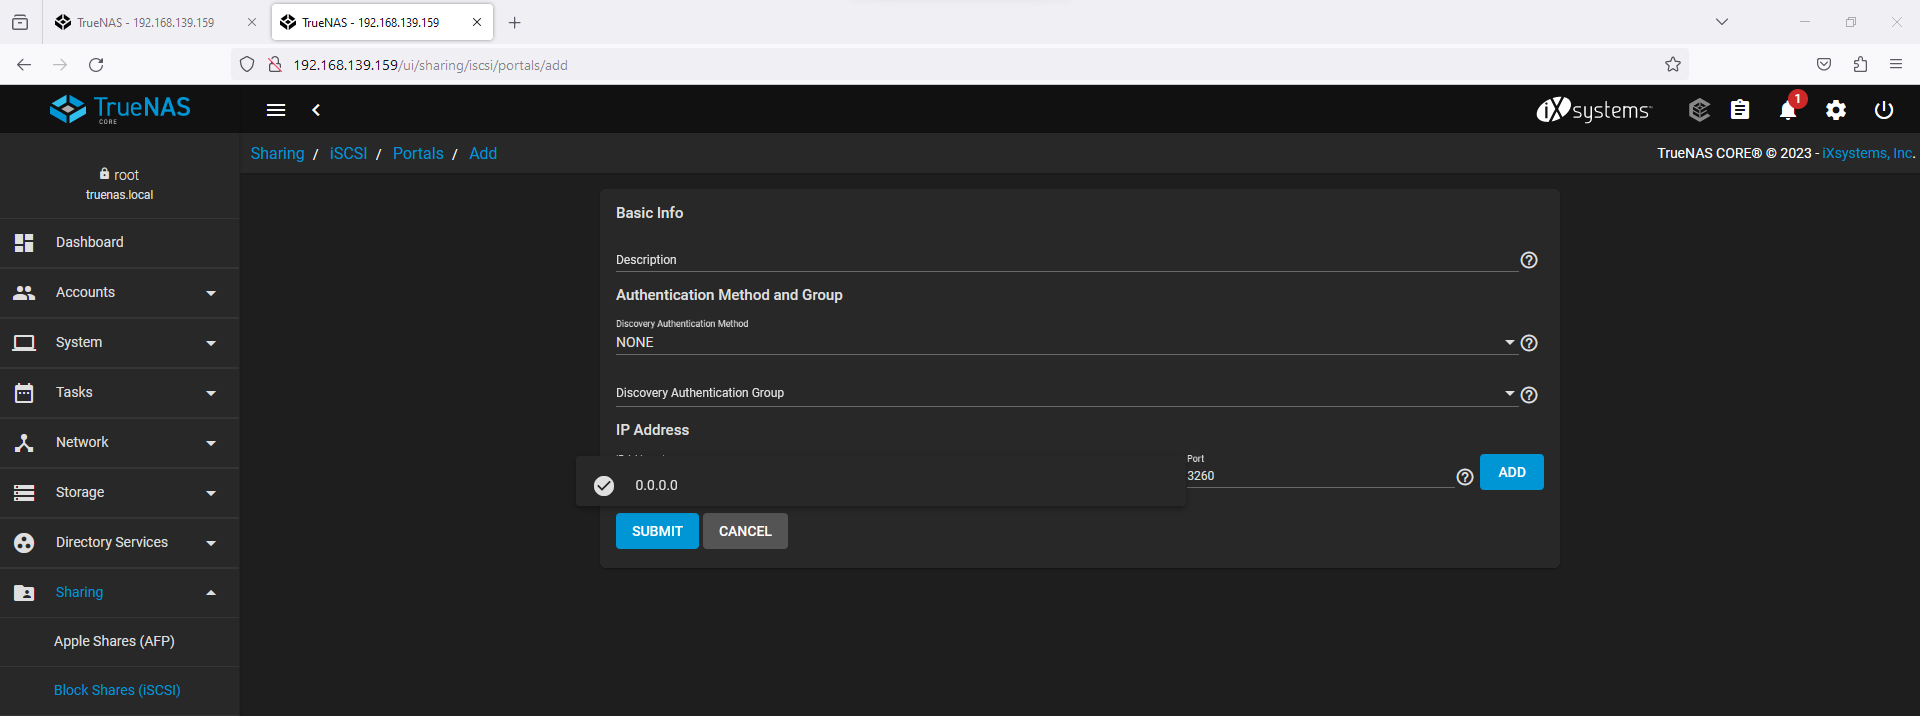 TrueNAS - 192.168.139.159
TrueNAS - 192.168.139.159
192.168.139.159/ui/sharing/iscsi/portals/add
TrueNAS
CORE
iXsystems
1
Sharing / iSCSI / Portals / Add
TrueNAS CORE® © 2023 - iXsystems, Inc.
root
truenas.local
Dashboard
Accounts
System
Tasks
Network
Storage
Directory Services
Sharing
Apple Shares (AFP)
Block Shares (iSCSI)
Basic Info
Description
Authentication Method and Group
Discovery Authentication Method
NONE
Discovery Authentication Group
IP Address
0.0.0.0
Port
3260
ADD
SUBMIT
CANCEL